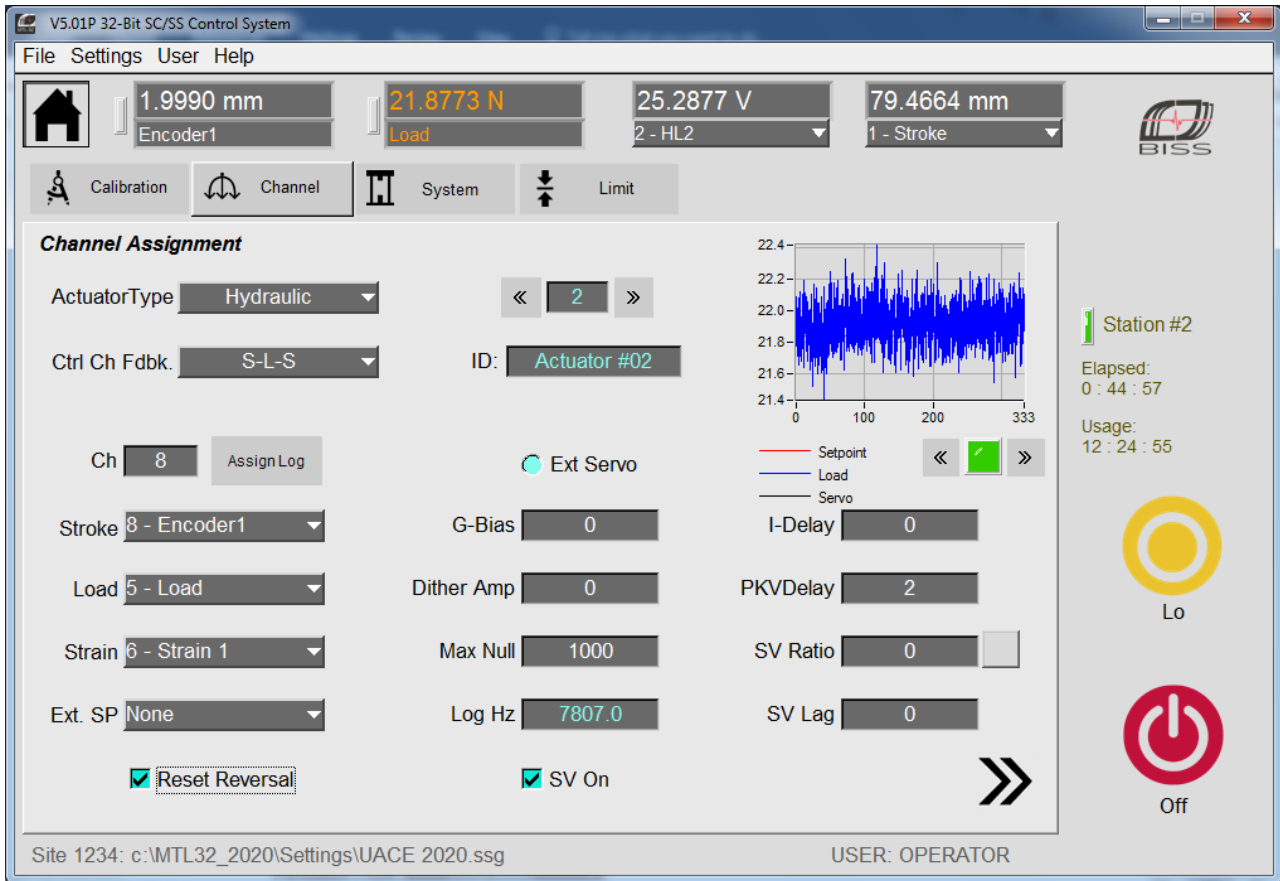 V5.01P 32-Bit SC/SS Control System
File Settings User Help
1.9990 mm
Encoder1
21.8773 N
Load
25.2877 V
2 - HL2
79.4664 mm
1 - Stroke
BISS
Calibration
Channel
System
Limit
Channel Assignment
ActuatorType Hydraulic
« 2 »
Ctrl Ch Fdbk. S-L-S
ID: Actuator #02
22.4
22.2
22.0
21.8
21.6
21.4
0 100 200 333
Setpoint
Load
Servo
« »
Ch 8 Assign Log
Ext Servo
Stroke 8 - Encoder1
G-Bias 0
I-Delay 0
Load 5 - Load
Dither Amp 0
PKVDelay 2
Strain 6 - Strain 1
Max Null 1000
SV Ratio 0
Ext. SP None
Log Hz 7807.0
SV Lag 0
Reset Reversal
SV On
Station #2
Elapsed:
0 : 44 : 57
Usage:
12 : 24 : 55
Lo
Off
Site 1234: c:\MTL32_2020\Settings\UACE 2020.ssg
USER: OPERATOR